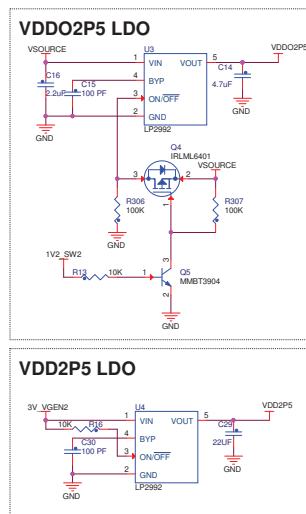 VDDO2P5 LDO
VSOURCE
U3
VDDO2P5
1
VIN
VOUT
5
C16
2.2uF
C15
100 PF
4
BYP
C14
4.7uF
3
ON/OFF
2
GND
LP2992
GND
GND
Q4
IRLML6401
VSOURCE
3
2
1
R306
100K
R307
100K
GND
1V2_SW2
R13
10K
1
3
Q5
MMBT3904
2
GND
VDD2P5 LDO
3V_VGEN2
U4
VDD2P5
10K
R16
1
VIN
VOUT
5
C30
100 PF
4
BYP
C29
22UF
3
ON/OFF
2
GND
LP2992
GND
GND